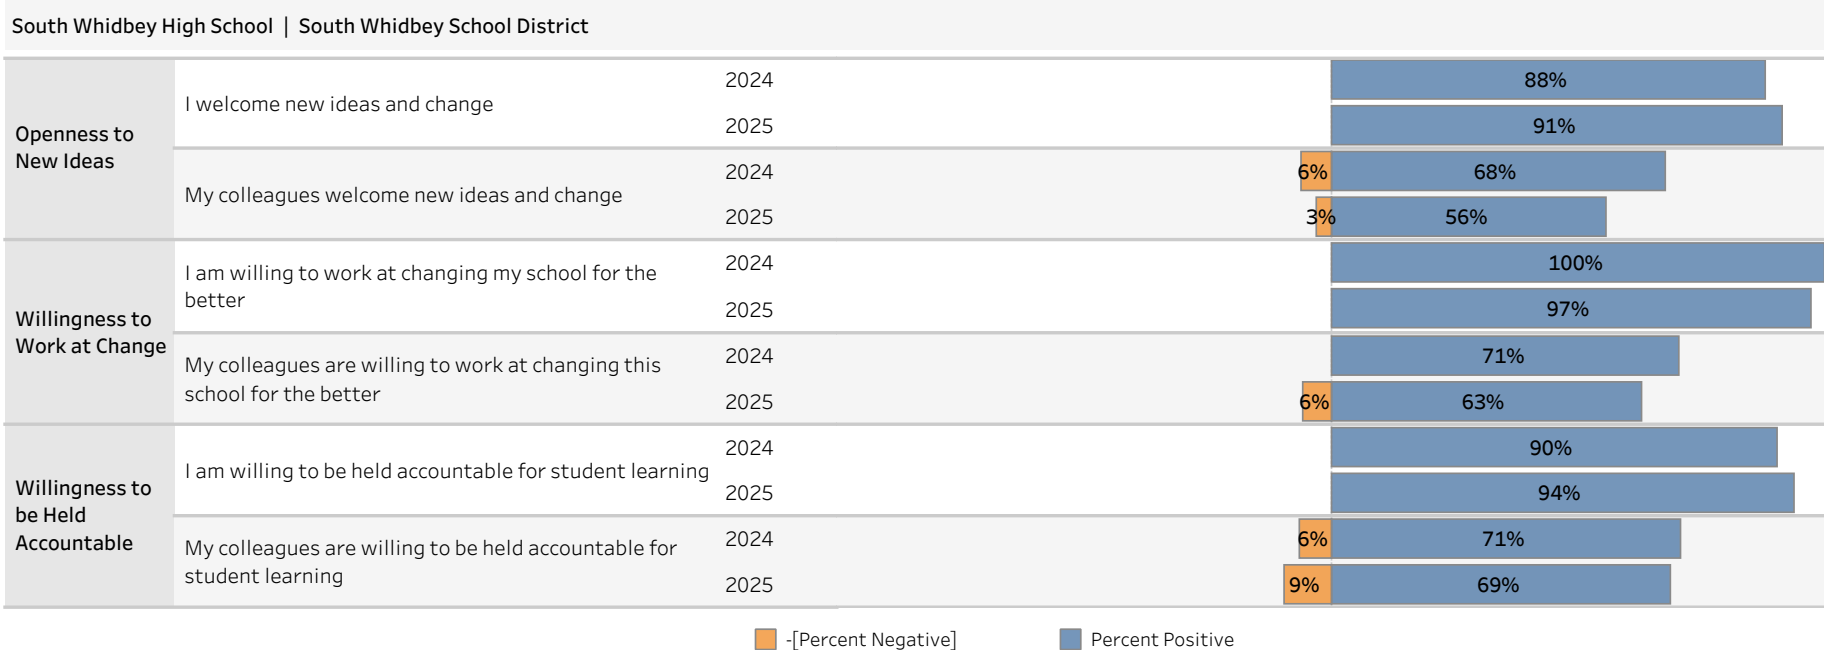 South Whidbey High School | South Whidbey School District
Openness to
New Ideas
I welcome new ideas and change
2024
88%
2025
91%
My colleagues welcome new ideas and change
2024
6%
68%
2025
3%
56%
Willingness to
Work at Change
I am willing to work at changing my school for the
better
2024
100%
2025
97%
My colleagues are willing to work at changing this
school for the better
2024
71%
2025
6%
63%
Willingness to
be Held
Accountable
I am willing to be held accountable for student learning
2024
90%
2025
94%
My colleagues are willing to be held accountable for
student learning
2024
6%
71%
2025
9%
69%
-[Percent Negative]
Percent Positive